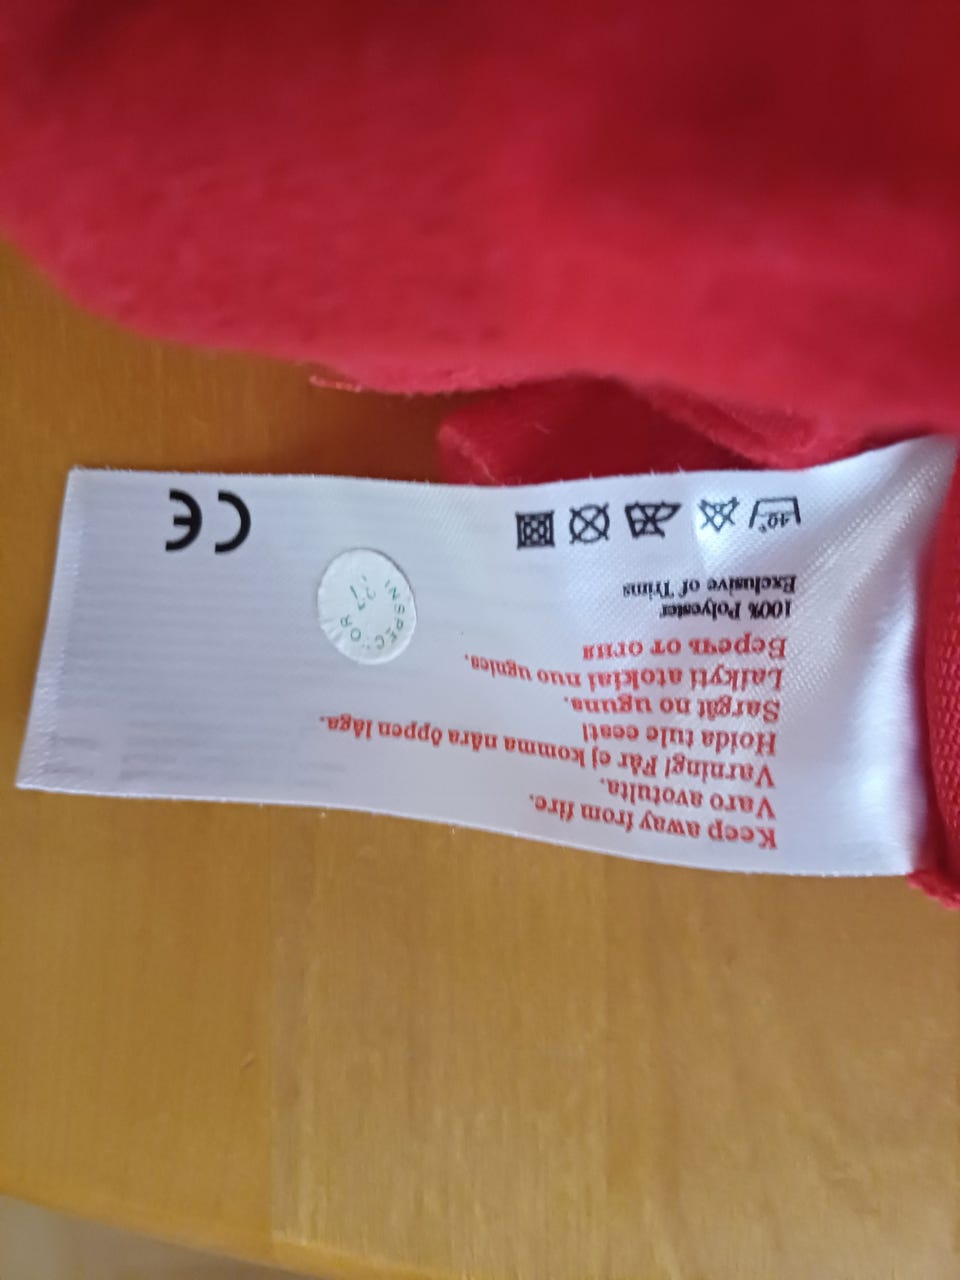 Keep away from fire.
Varo avotulta.
Varning! Får ej komma nära öppen låga.
Hoida tule eest!
Sargāt no uguns.
Laikyti atokiai nuo ugnies.
Беречь от огня
100% Polyester
Exclusive of Trims
40°
INSPECTOR
CE